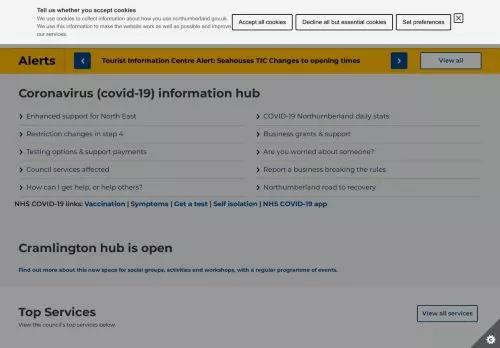 Tell us whether you accept cookies
We use cookies to collect information about how you use northumberland.gov.uk.
We use this information to make the website work as well as possible and improve
our services.
Accept all cookies
Decline all but essential cookies
Set preferences
Alerts
Tourist Information Centre Alert: Seahouses TIC Changes to opening times
View all
Coronavirus (covid-19) information hub
Enhanced support for North East
COVID-19 Northumberland daily stats
Restriction changes in step 4
Business grants & support
Testing options & support payments
Are you worried about someone?
Council services affected
Report a business breaking the rules
How can I get help, or help others?
Northumberland road to recovery
NHS COVID-19 links: Vaccination | Symptoms | Get a test | Self isolation | NHS COVID-19 app
Cramlington hub is open
Find out more about this new space for social groups, activities and workshops, with a regular programme of events.
Top Services
View all services
View the council's top services below.